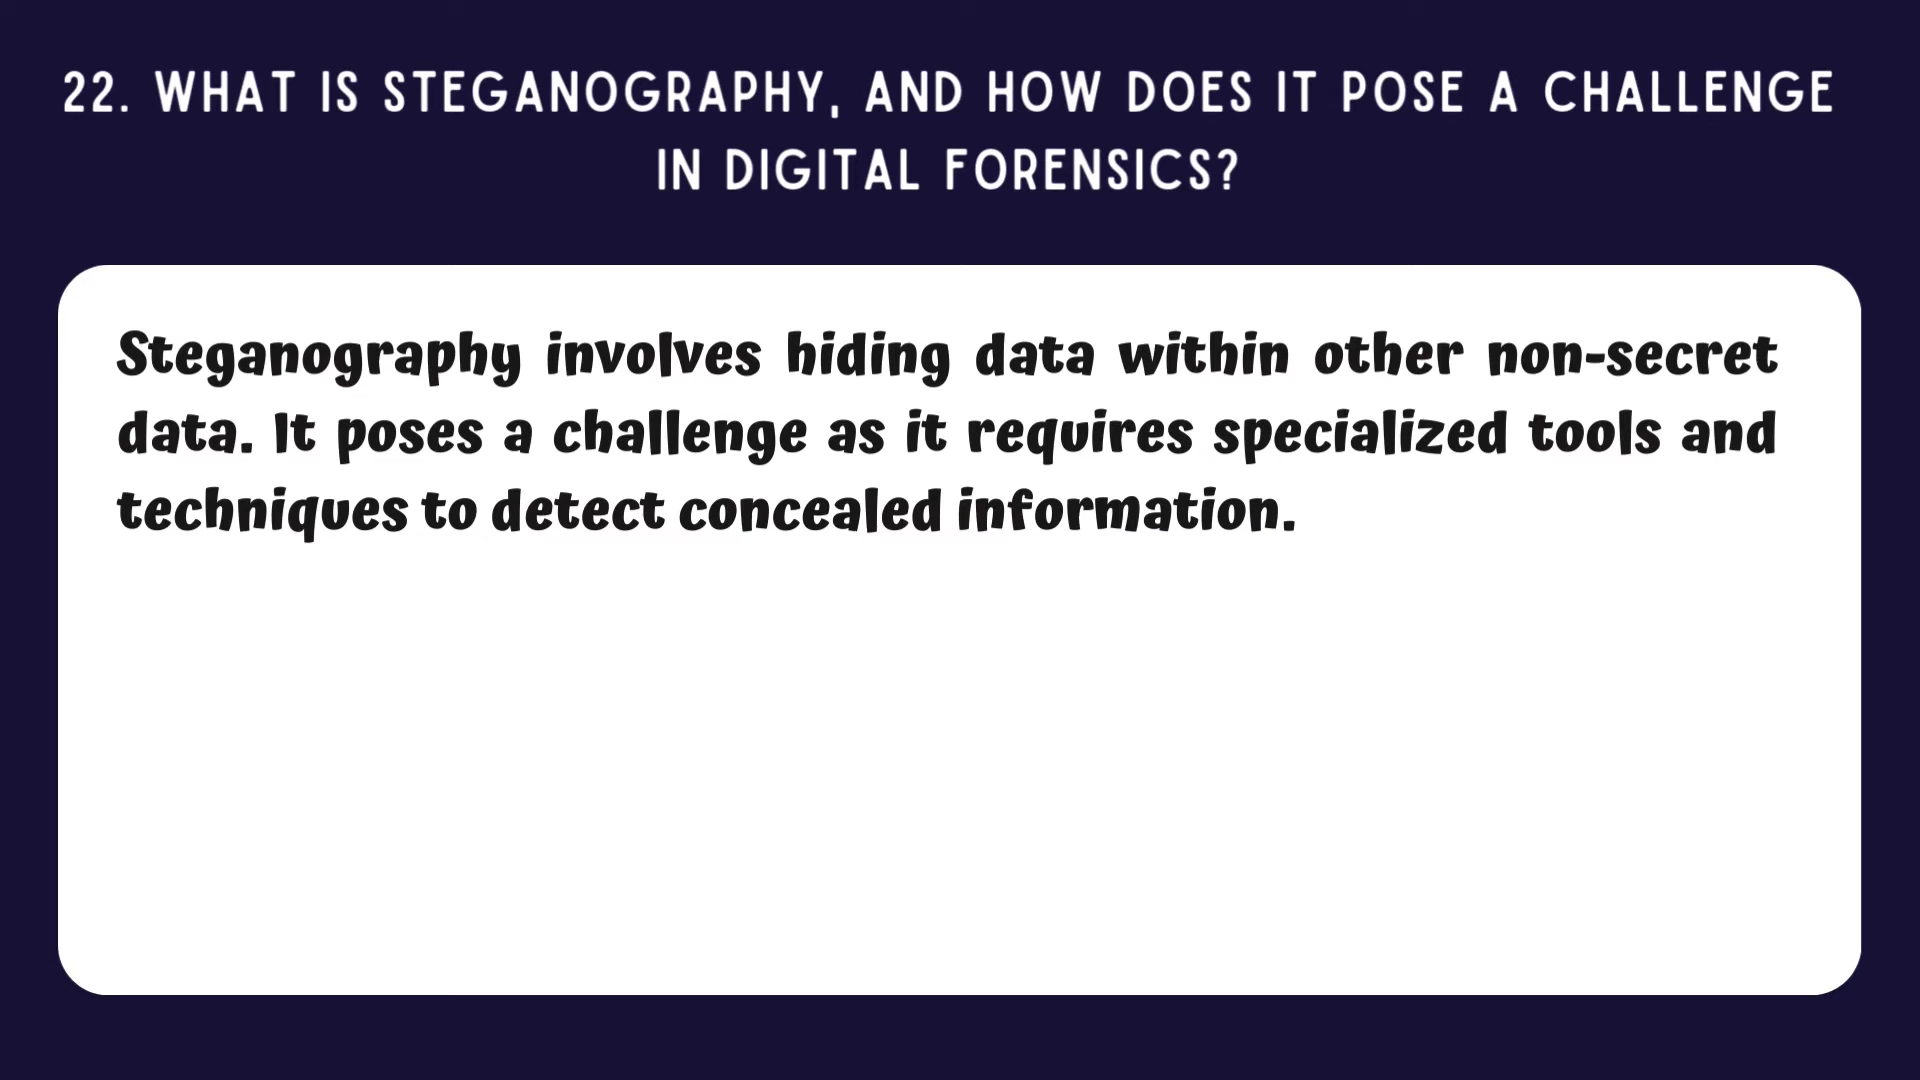 22. WHAT IS STEGANOGRAPHY, AND HOW DOES IT POSE A CHALLENGE
IN DIGITAL FORENSICS?
Steganography involves hiding data within other non-secret
data. It poses a challenge as it requires specialized tools and
techniques to detect concealed information.